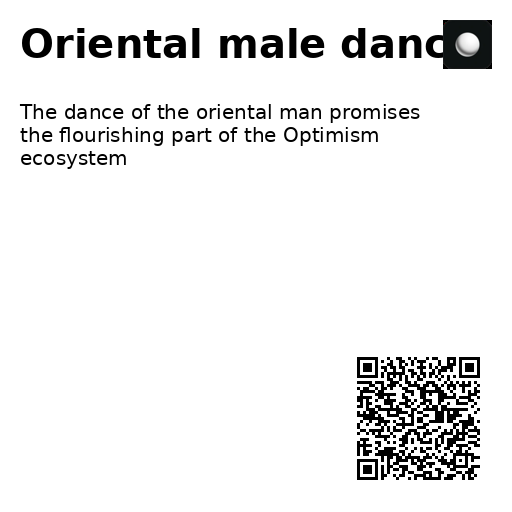 Oriental male danc
The dance of the oriental man promises
the flourishing part of the Optimism
ecosystem